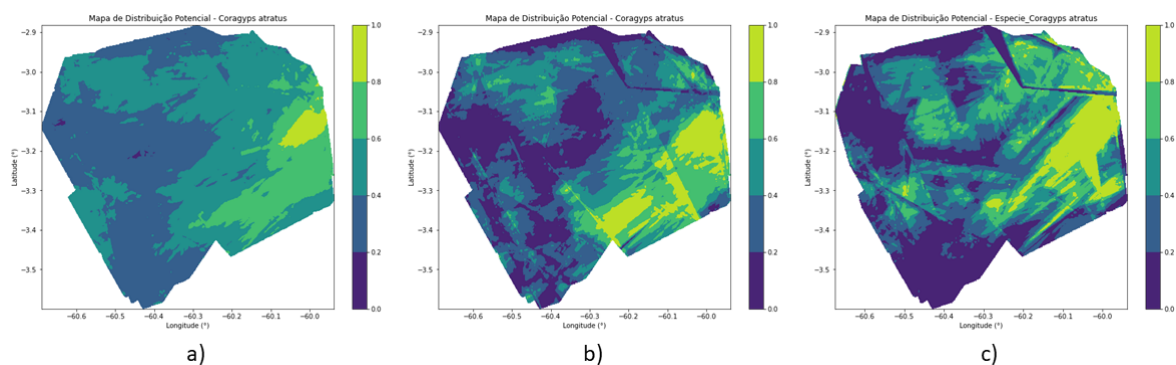 Mapa de Distribuição Potencial - Coragyps atratus
−2.9
−3.0
−3.1
−3.2
−3.3
−3.4
−3.5
Latitude (°)
−60.6 −60.5 −60.4 −60.3 −60.2 −60.1 −60.0
Longitude (°)
1.0
0.8
0.6
0.4
0.2
0.0
a)
Mapa de Distribuição Potencial - Coragyps atratus
−2.9
−3.0
−3.1
−3.2
−3.3
−3.4
−3.5
Latitude (°)
−60.6 −60.5 −60.4 −60.3 −60.2 −60.1 −60.0
Longitude (°)
1.0
0.8
0.6
0.4
0.2
0.0
b)
Mapa de Distribuição Potencial - Especie_Coragyps atratus
−2.9
−3.0
−3.1
−3.2
−3.3
−3.4
−3.5
Latitude (°)
−60.6 −60.5 −60.4 −60.3 −60.2 −60.1 −60.0
Longitude (°)
1.0
0.8
0.6
0.4
0.2
0.0
c)